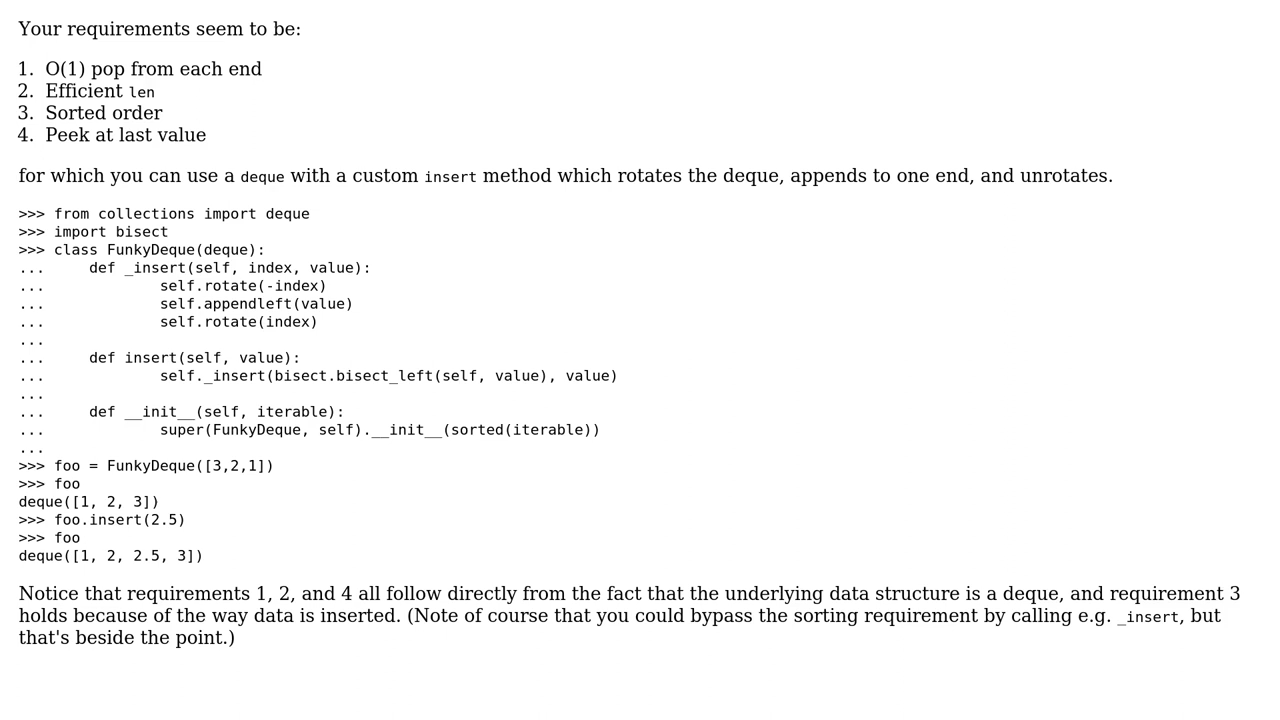 Your requirements seem to be:
1. O(1) pop from each end
2. Efficient len
3. Sorted order
4. Peek at last value
for which you can use a deque with a custom insert method which rotates the deque, appends to one end, and unrotates.
>>> from collections import deque
>>> import bisect
>>> class FunkyDeque(deque):
...     def _insert(self, index, value):
...             self.rotate(-index)
...             self.appendleft(value)
...             self.rotate(index)
...
...     def insert(self, value):
...             self._insert(bisect.bisect_left(self, value), value)
...
...     def __init__(self, iterable):
...             super(FunkyDeque, self).__init__(sorted(iterable))
...
>>> foo = FunkyDeque([3,2,1])
>>> foo
deque([1, 2, 3])
>>> foo.insert(2.5)
>>> foo
deque([1, 2, 2.5, 3])
Notice that requirements 1, 2, and 4 all follow directly from the fact that the underlying data structure is a deque, and requirement 3
holds because of the way data is inserted. (Note of course that you could bypass the sorting requirement by calling e.g. _insert, but
that's beside the point.)